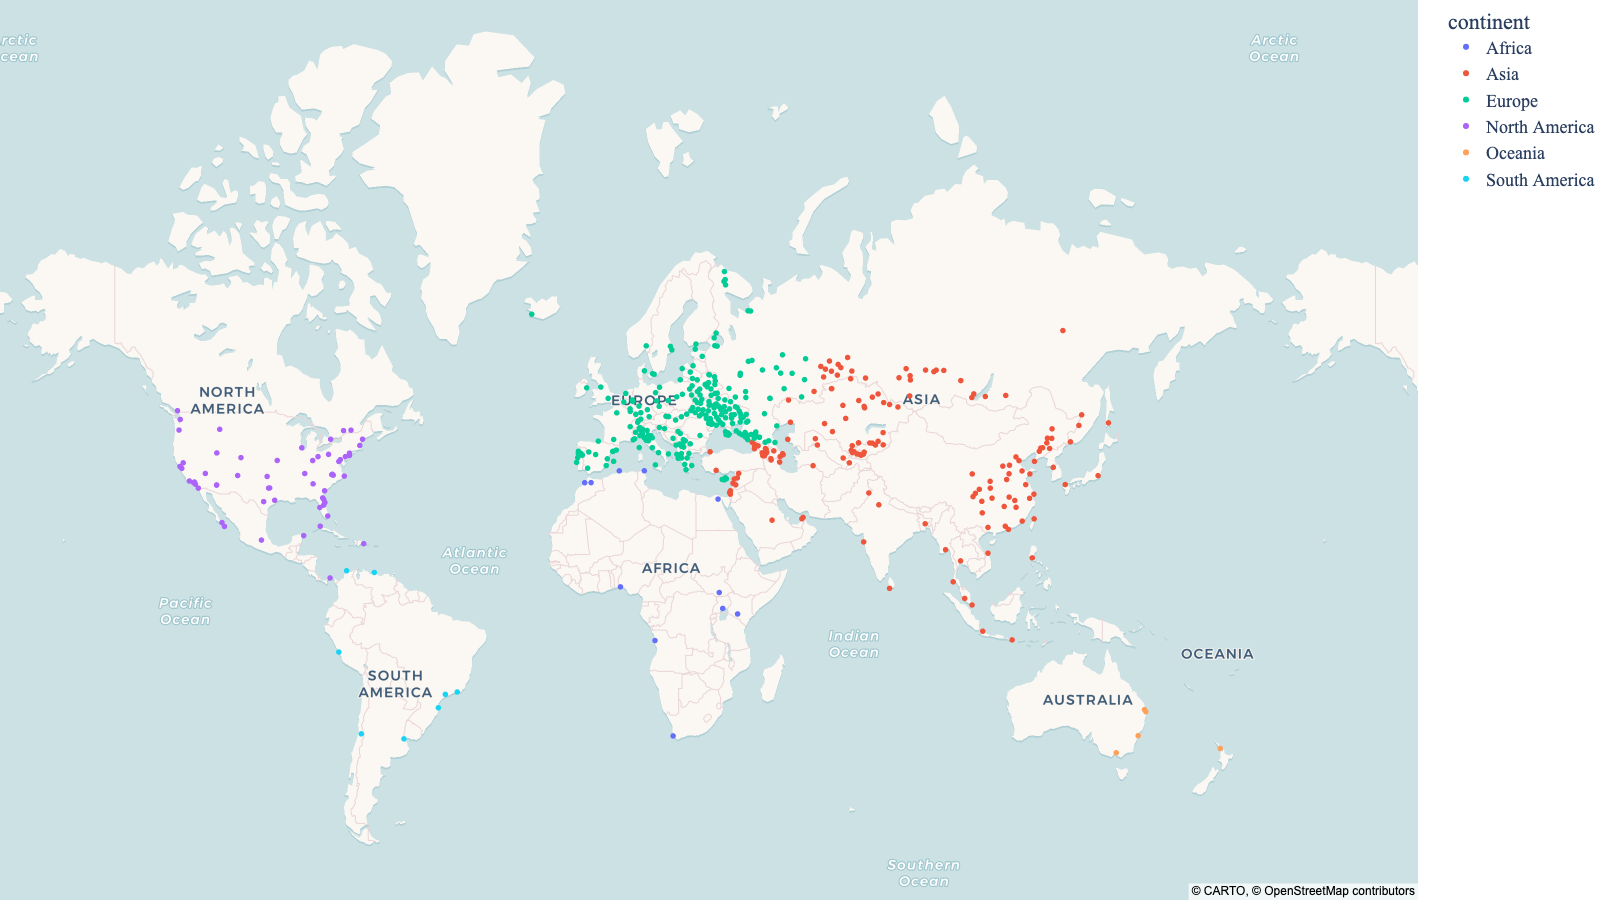 rctic
cean
Arctic
Ocean
continent
Africa
Asia
Europe
North America
Oceania
South America
NORTH
AMERICA
EUROPE
ASIA
Atlantic
Ocean
AFRICA
Pacific
Ocean
Indian
Ocean
OCEANIA
SOUTH
AMERICA
AUSTRALIA
Southern
Ocean
© CARTO, © OpenStreetMap contributors